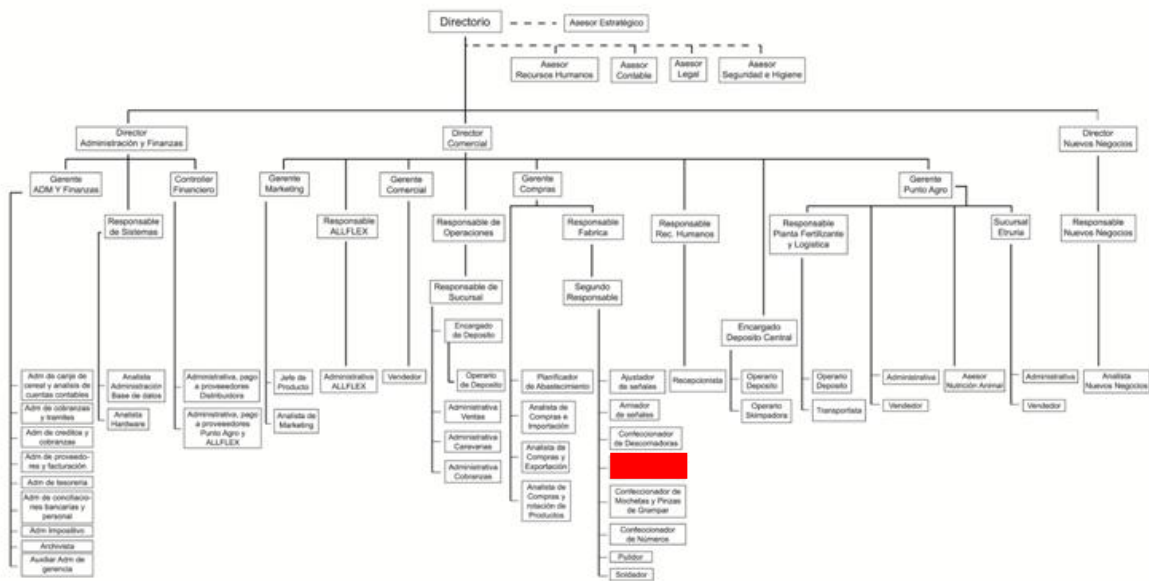 Directorio
Asesor Estratégico
Asesor
Recursos Humanos
Asesor
Contable
Asesor
Legal
Asesor
Seguridad e Higiene
Director
Administración y Finanzas
Director
Comercial
Director
Nuevos Negocios
Gerente
ADM Y Finanzas
Controller
Financiero
Gerente
Marketing
Gerente
Comercial
Gerente
Compras
Gerente
Punto Agro
Responsable
de Sistemas
Responsable
ALLFLEX
Responsable de
Operaciones
Responsable
Fabrica
Responsable
Rec. Humanos
Responsable
Planta Fertilizante
y Logistica
Sucursal
Etruria
Responsable
Nuevos Negocios
Responsable de
Sucursal
Segundo
Responsable
Encargado
de Deposito
Encargado
Deposito Central
Adm de canje de
cereal y analisis de
cuentas contables
Adm de cobranzas
y tramites
Adm de creditos y
cobranzas
Adm de proveedo-
res y facturación
Adm de tesoreria
Adm de conciliacio-
nes bancarias y
personal
Adm Impositivo
Archivista
Auxiliar Adm de
gerencia
Analista
Administración
Base de datos
Analista
Hardware
Administrativa, pago
a proveedores
Distribuidora
Administrativa, pago
a proveedores
Punto Agro y
ALLFLEX
Jefe de
Producto
Analista de
Marketing
Administrativa
ALLFLEX
Vendedor
Operario
de Deposito
Administrativa
Ventas
Administrativa
Caravanas
Administrativa
Cobranzas
Planificador
de Abastecimiento
Analista de
Compras e
Importación
Analista de
Compras y
Exportación
Analista de
Compras y
rotación de
Productos
Ajustador
de señales
Armador
de señales
Confeccionador
de Descornadoras
Confeccionador de
Mochetas y Pinzas
de Grampar
Confeccionador
de Números
Pulidor
Soldador
Recepcionista
Operario
Deposito
Operario
Skimpadora
Operario
Deposito
Transportista
Administrativa
Vendedor
Asesor
Nutrición Animal
Administrativa
Vendedor
Analista
Nuevos Negocios